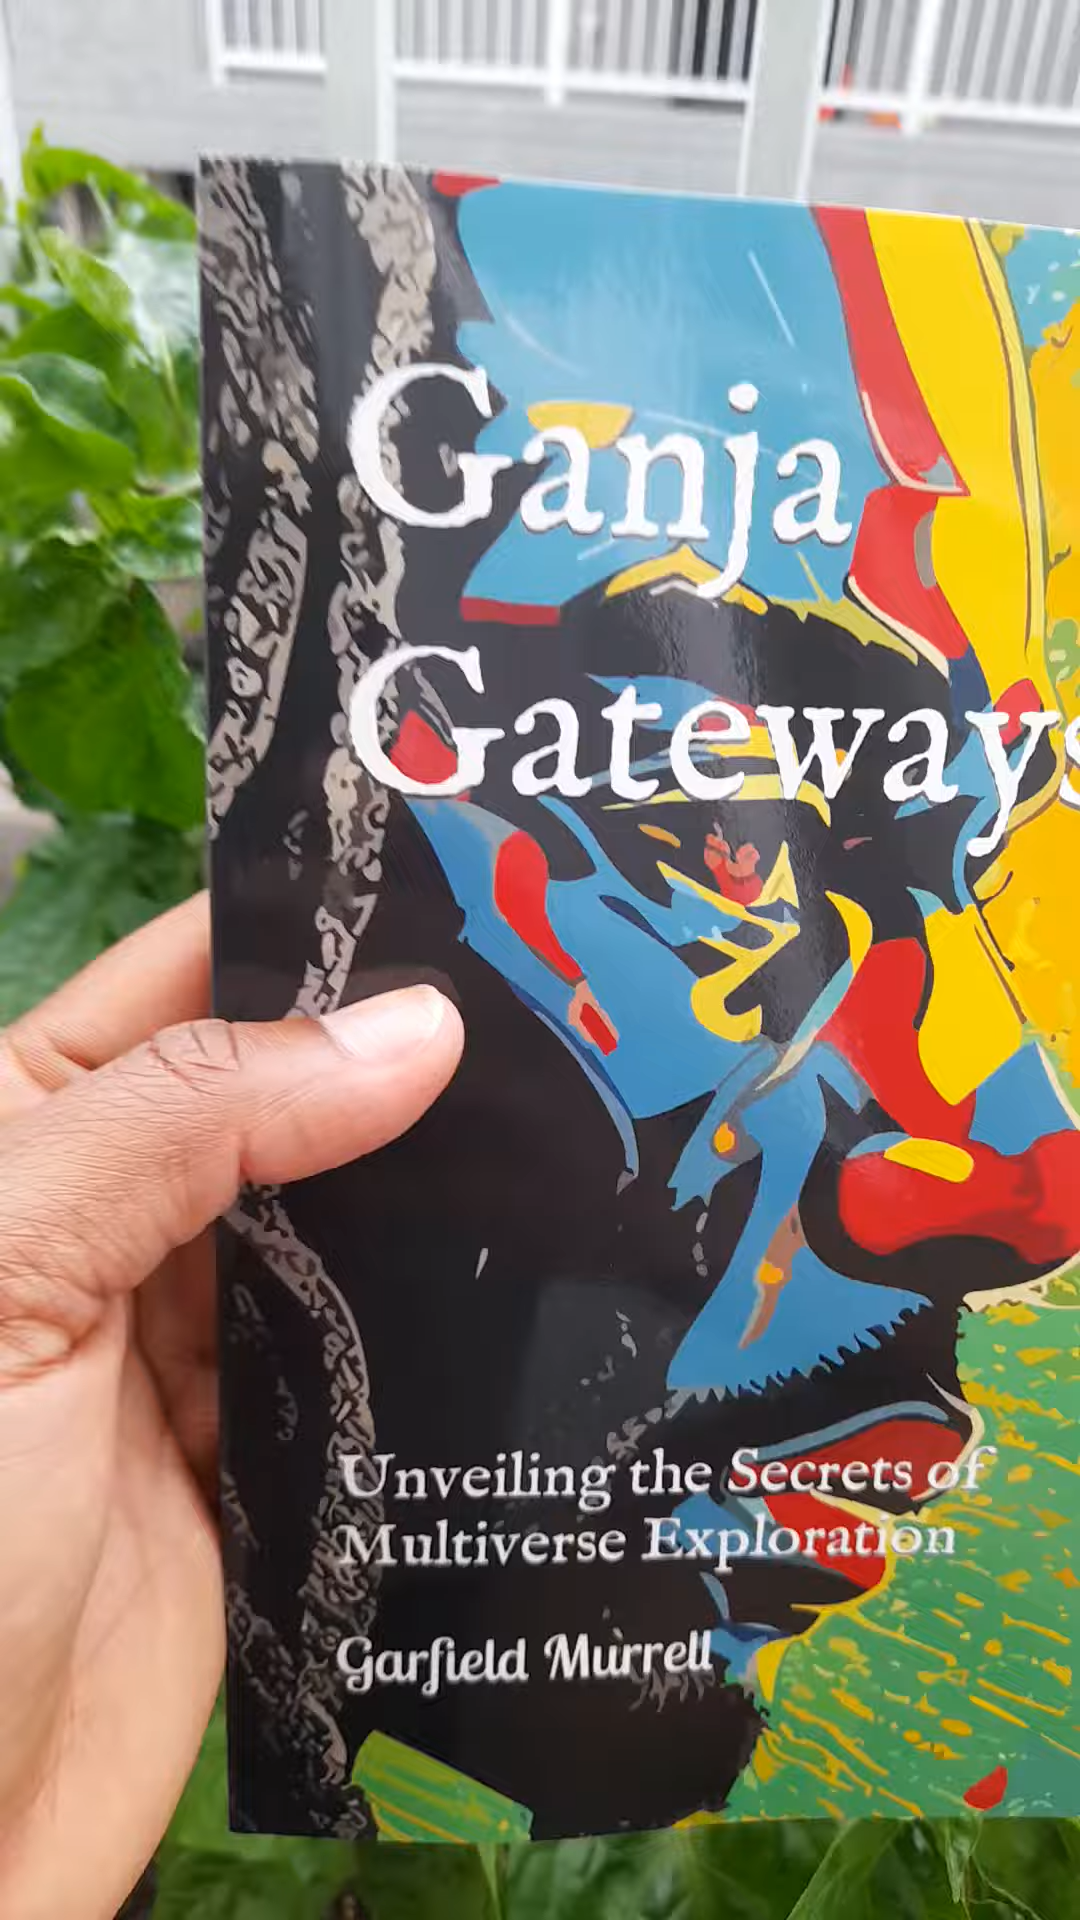 Ganja
Gateways
Unveiling the Secrets of
Multiverse Exploration
Garfield Murrell